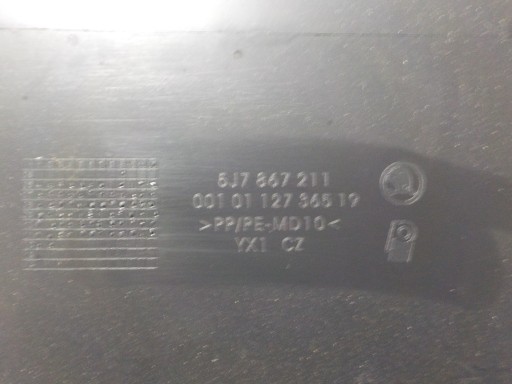 5J7 867 211
001 01 127 365 19
>PP/PE-MD10<
YX1 CZ